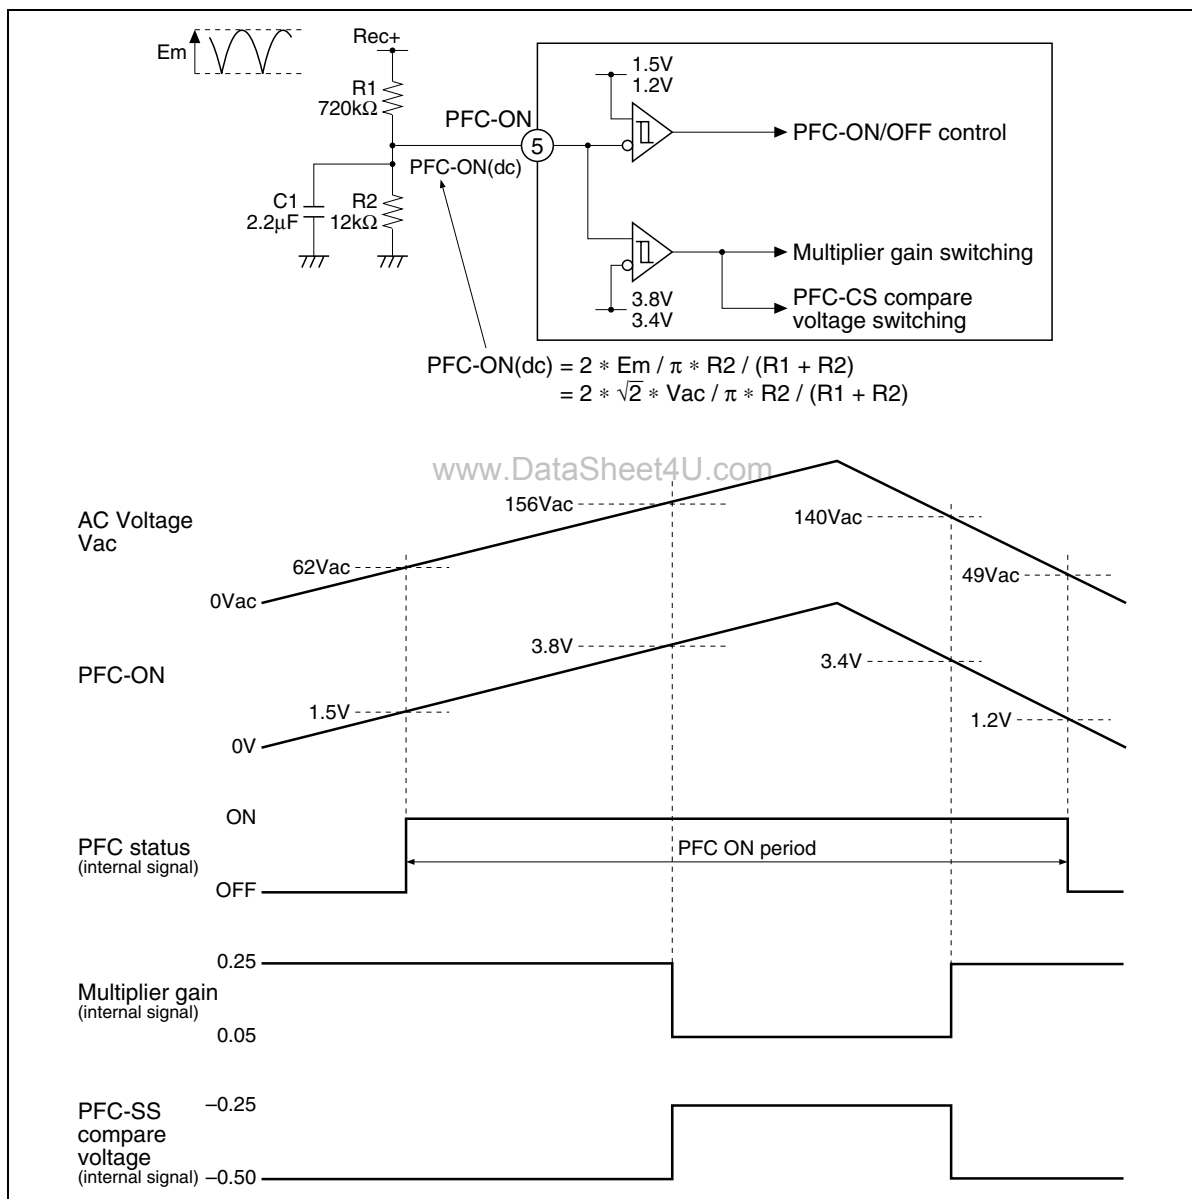 Em
Rec+
R1
720kΩ
PFC-ON
5
PFC-ON(dc)
C1
2.2μF
R2
12kΩ
1.5V
1.2V
PFC-ON/OFF control
Multiplier gain switching
PFC-CS compare
voltage switching
3.8V
3.4V
PFC-ON(dc) = 2 * Em / π * R2 / (R1 + R2)
= 2 * √2 * Vac / π * R2 / (R1 + R2)
www.DataSheet4U.com
AC Voltage
Vac
156Vac
140Vac
62Vac
49Vac
0Vac
PFC-ON
3.8V
3.4V
1.5V
1.2V
0V
ON
PFC status
(internal signal)
PFC ON period
OFF
0.25
Multiplier gain
(internal signal)
0.05
–0.25
PFC-SS
compare
voltage
(internal signal)
–0.50